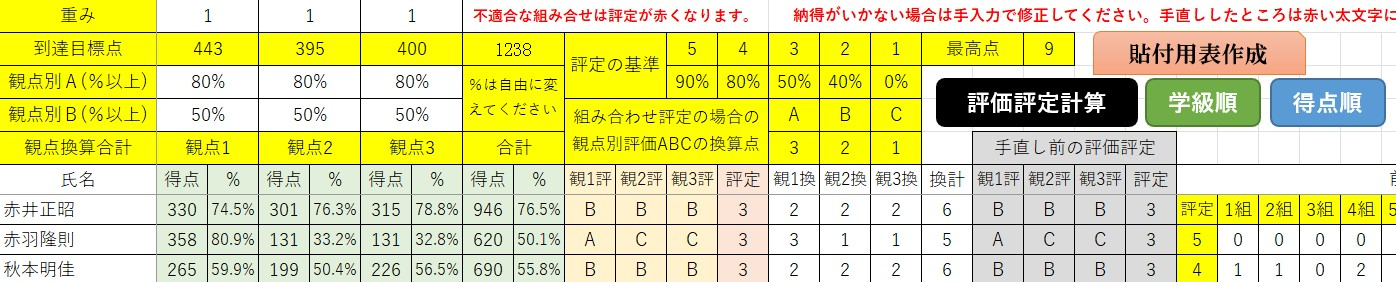 重み 1 1 1 不適合な組み合せは評定が赤くなります。 納得がいかない場合は手入力で修正してください。手直ししたところは赤い太文字に
到達目標点 443 395 400 1238 評定の基準 5 4 3 2 1 最高点 9
貼付用表作成
観点別A(%以上) 80% 80% 80% %は自由に変えてください 90% 80% 50% 40% 0%
評価評定計算 学級順 得点順
観点別B(%以上) 50% 50% 50% 組み合わせ評定の場合の観点別評価ABCの換算点 A B C
観点換算合計 観点1 観点2 観点3 合計 3 2 1 手直し前の評価評定
氏名 得点 % 得点 % 得点 % 得点 % 観1評 観2評 観3評 評定 観1換 観2換 観3換 換計 観1評 観2評 観3評 評定
赤井正昭 330 74.5% 301 76.3% 315 78.8% 946 76.5% B B B 3 2 2 2 6 B B B 3 評定 1組 2組 3組 4組 5
赤羽隆則 358 80.9% 131 33.2% 131 32.8% 620 50.1% A C C 3 3 1 1 5 A C C 3 5 0 0 0 0
秋本明佳 265 59.9% 199 50.4% 226 56.5% 690 55.8% B B B 3 2 2 2 6 B B B 3 4 1 1 0 2